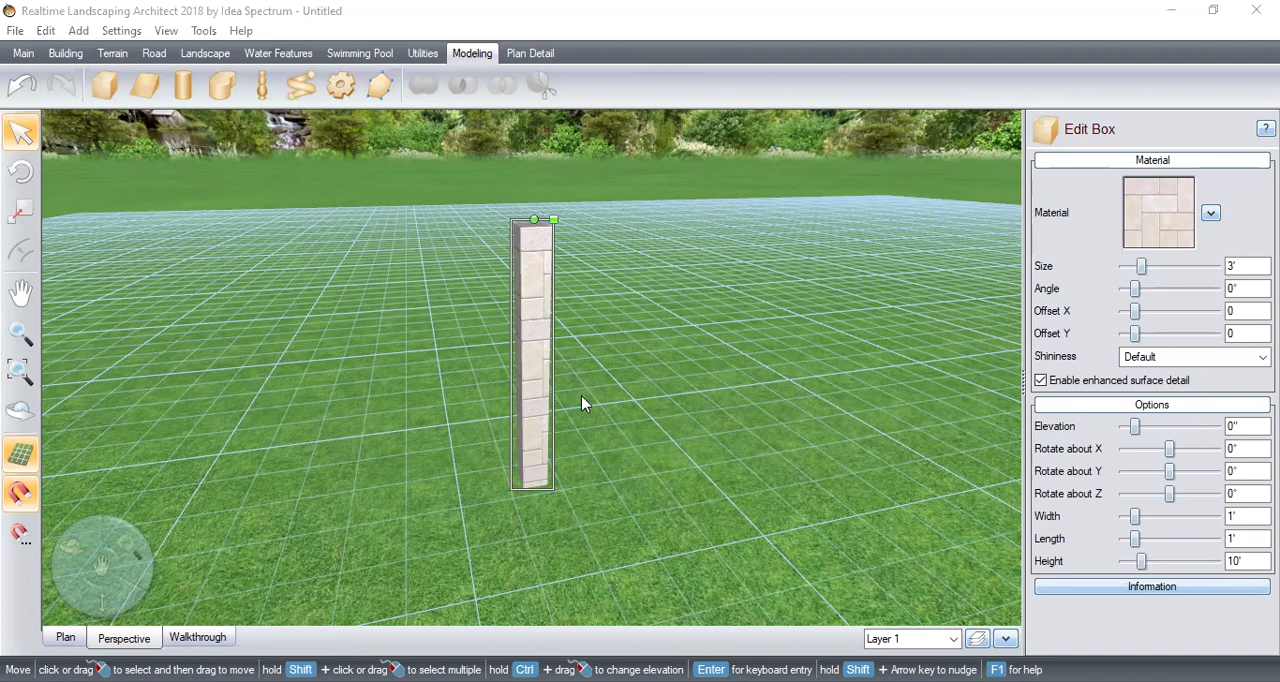 Realtime Landscaping Architect 2018 by Idea Spectrum - Untitled
File Edit Add Settings View Tools Help
Main Building Terrain Road Landscape Water Features Swimming Pool Utilities Modeling Plan Detail
Edit Box
?
Material
Material
Size 3'
Angle 0°
Offset X 0
Offset Y 0
Shininess Default
Enable enhanced surface detail
Options
Elevation 0"
Rotate about X 0°
Rotate about Y 0°
Rotate about Z 0°
Width 1'
Length 1'
Height 10'
Information
Plan Perspective Walkthrough
Layer 1
Move click or drag to select and then drag to move hold Shift + click or drag to select multiple hold Ctrl + drag to change elevation Enter for keyboard entry hold Shift + Arrow key to nudge F1 for help